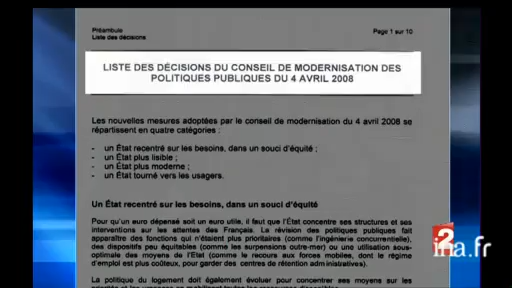 Préambule
Page 1 sur 10
Liste des décisions
LISTE DES DÉCISIONS DU CONSEIL DE MODERNISATION DES
POLITIQUES PUBLIQUES DU 4 AVRIL 2008
Les nouvelles mesures adoptées par le conseil de modernisation du 4 avril 2008 se
répartissent en quatre catégories :
- un État recentré sur les besoins, dans un souci d'équité ;
- un État plus lisible ;
- un État plus moderne ;
- un État tourné vers les usagers.
Un État recentré sur les besoins, dans un souci d'équité
Pour qu'un euro dépensé soit un euro utile, il faut que l'État concentre ses structures et ses
interventions sur les attentes des Français. La révision des politiques publiques fait
apparaître des fonctions qui n'étaient plus prioritaires (comme l'ingénierie concurrentielle),
des dispositifs peu équitables (comme les surpensions outre-mer) ou une utilisation sous-
optimale des moyens de l'Etat (comme le recours aux forces mobiles, dont le régime
d'emploi est plus coûteux, pour garder des centres de rétention administratives).
La politique du logement doit également évoluer pour concentrer ses moyens sur les
2
ina.fr